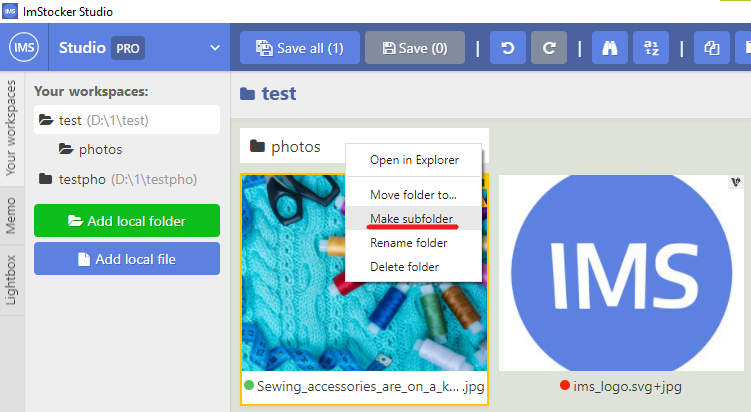 ImStocker Studio
IMS Studio PRO
Save all (1) Save (0)
Your workspaces
Memo
Lightbox
Your workspaces:
test (D:\1\test)
photos
testpho (D:\1\testpho)
Add local folder
Add local file
test
photos
Open in Explorer
Move folder to...
Make subfolder
Rename folder
Delete folder
IMS
Sewing_accessories_are_on_a_k... .jpg
ims_logo.svg+jpg